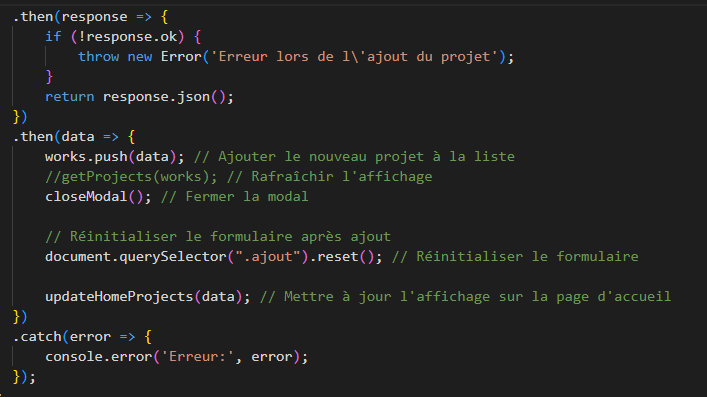 .then(response => {
    if (!response.ok) {
        throw new Error('Erreur lors de l\'ajout du projet');
    }
    return response.json();
})
.then(data => {
    works.push(data); // Ajouter le nouveau projet à la liste
    //getProjects(works); // Rafraîchir l'affichage
    closeModal(); // Fermer la modal

    // Réinitialiser le formulaire après ajout
    document.querySelector(".ajout").reset(); // Réinitialiser le formulaire

    updateHomeProjects(data); // Mettre à jour l'affichage sur la page d'accueil
})
.catch(error => {
    console.error('Erreur:', error);
});